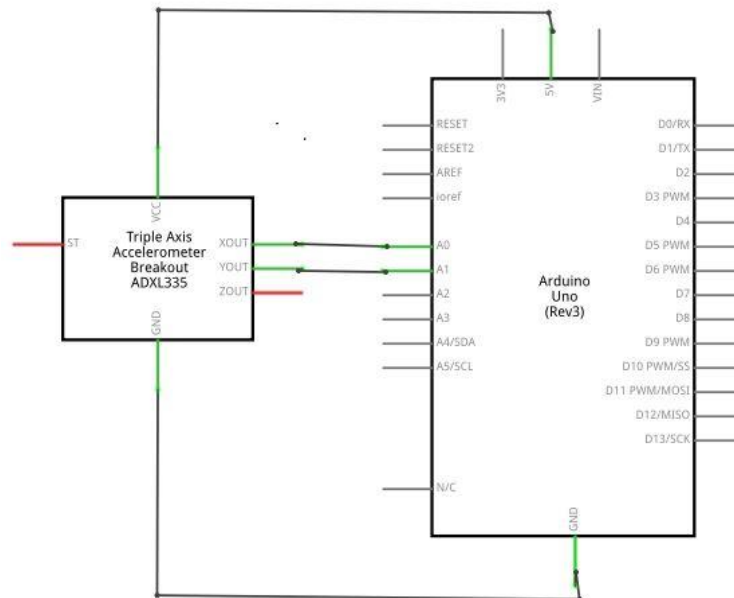 3V3
5V
VIN
VCC
ST
Triple Axis
Accelerometer
Breakout
ADXL335
XOUT
YOUT
ZOUT
GND
RESET
RESET2
AREF
ioref
A0
A1
A2
A3
A4/SDA
A5/SCL
N/C
Arduino
Uno
(Rev3)
D0/RX
D1/TX
D2
D3 PWM
D4
D5 PWM
D6 PWM
D7
D8
D9 PWM
D10 PWM/SS
D11 PWM/MOSI
D12/MISO
D13/SCK
GND